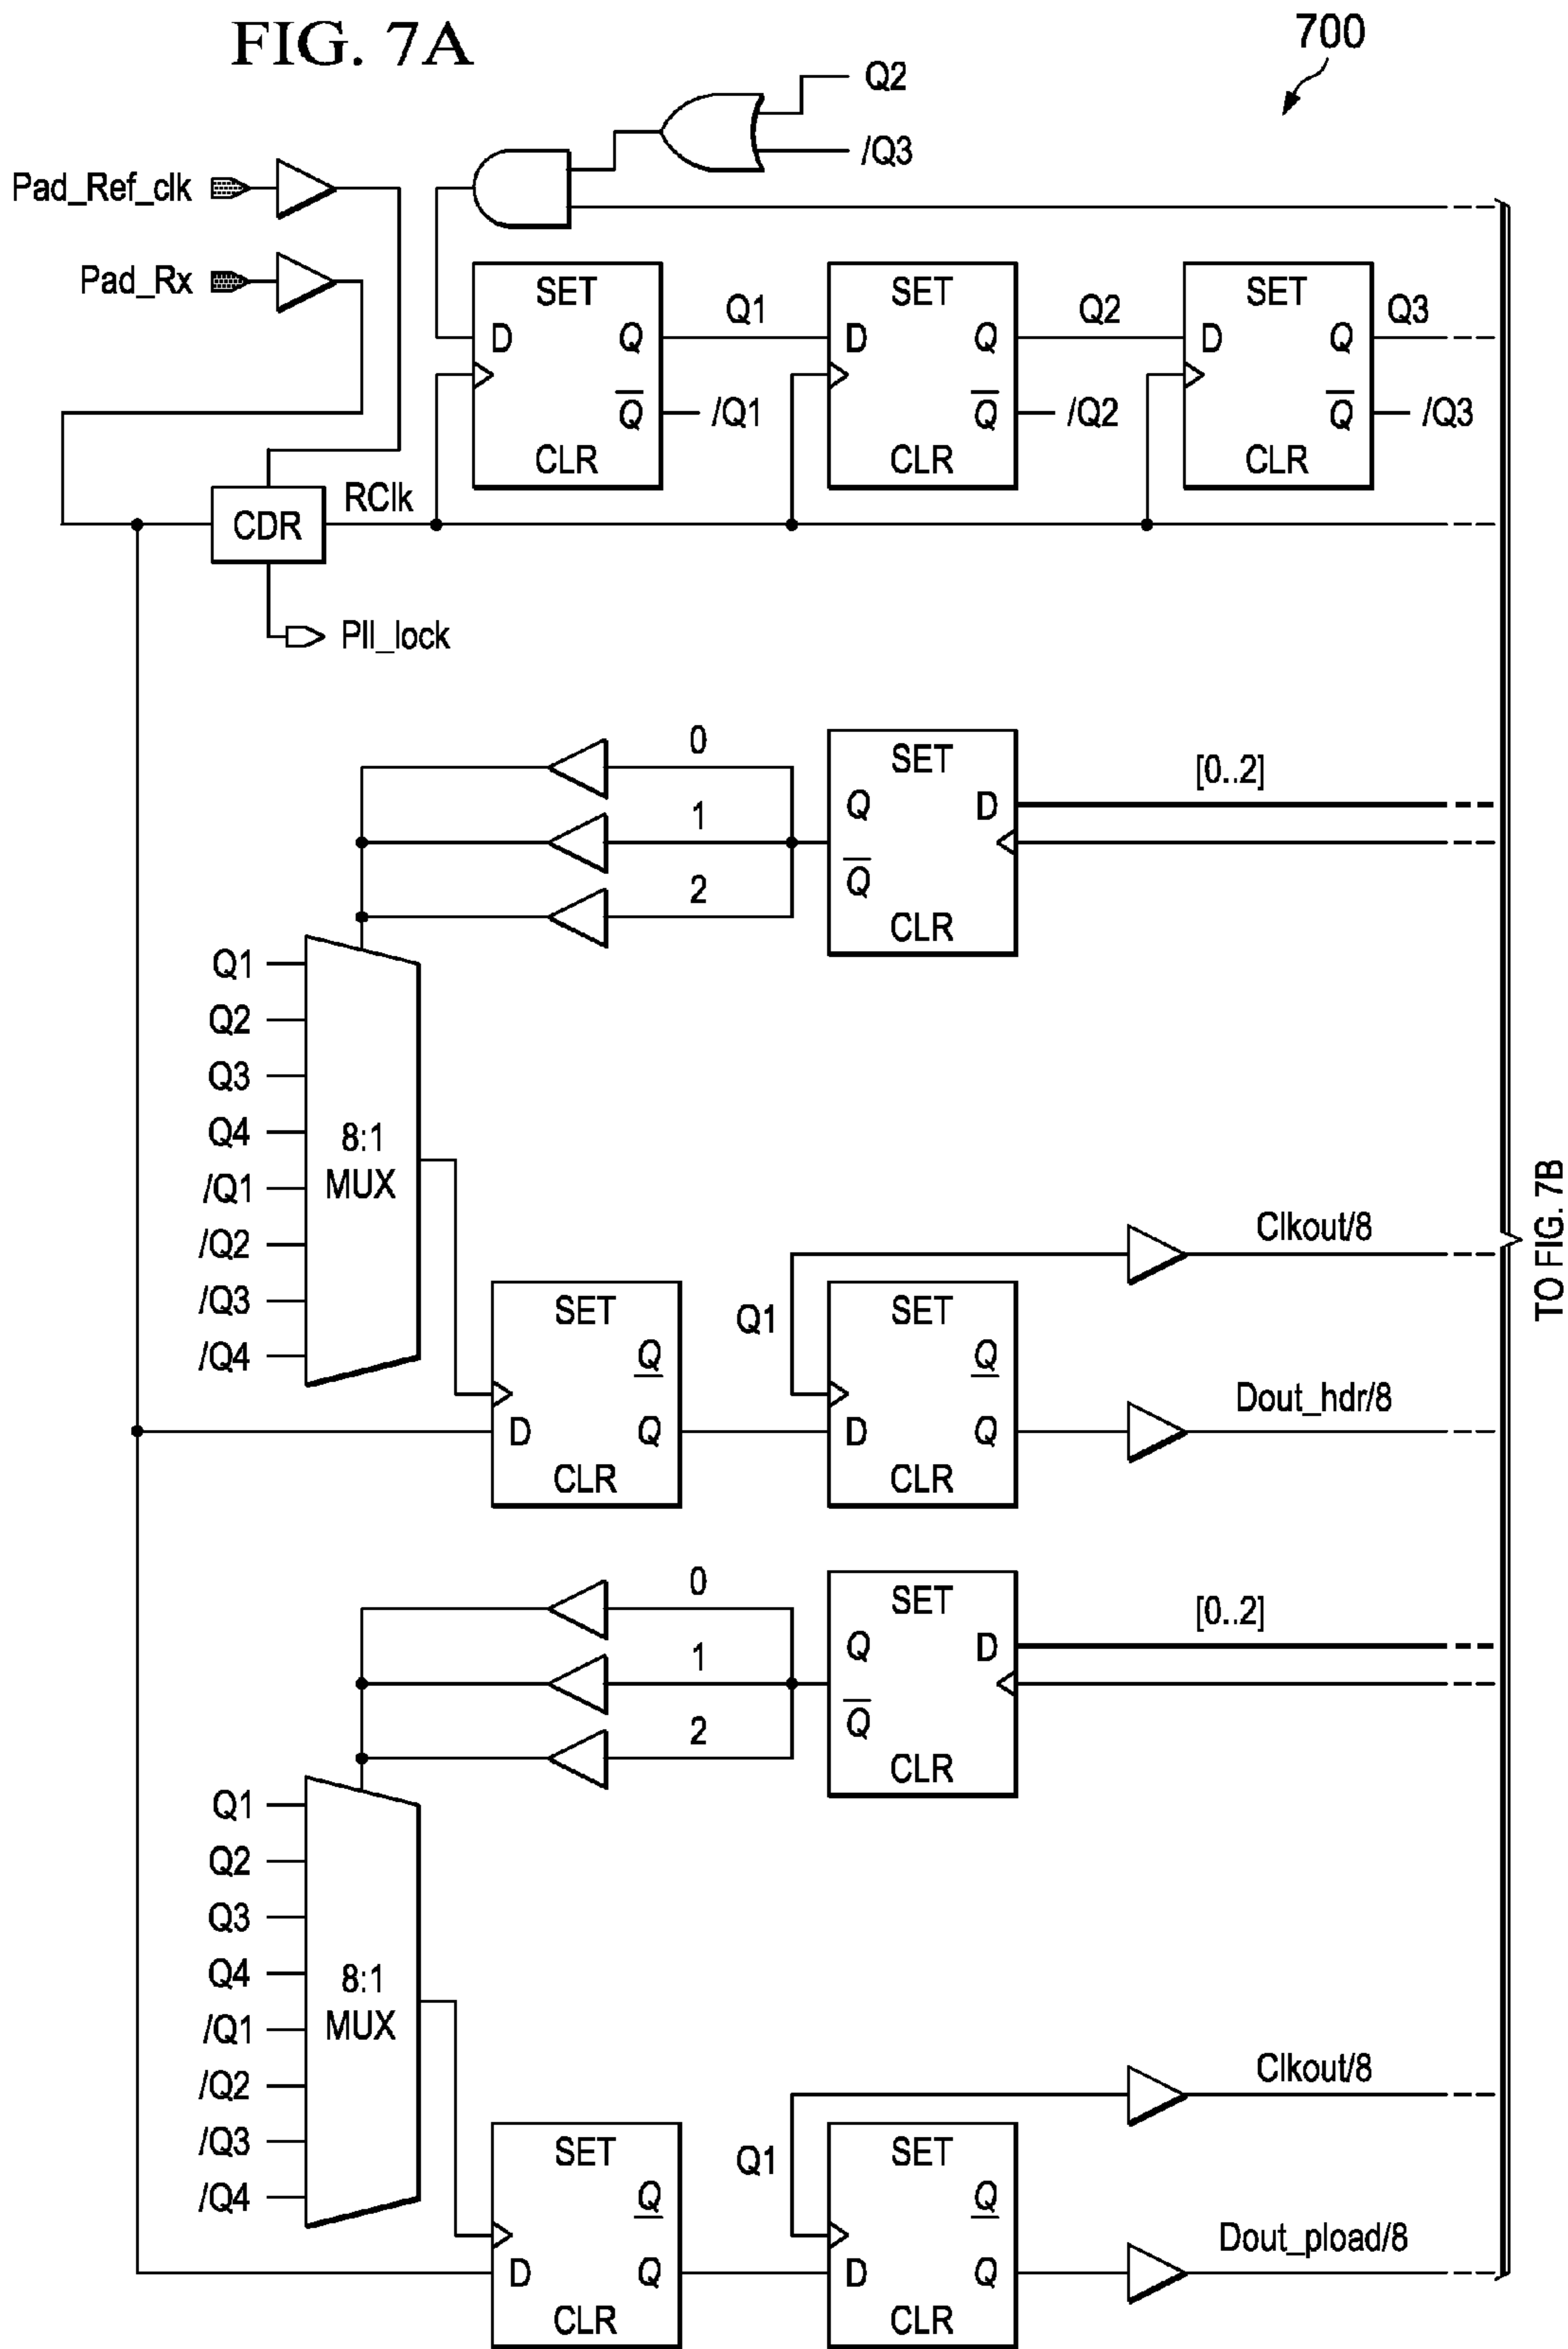 FIG. 7A
700
Q2
/Q3
Pad_Ref_clk
Pad_Rx
SET
D
Q
Q
CLR
Q1
/Q1
SET
D
Q
Q
CLR
Q2
/Q2
SET
D
Q
Q
CLR
Q3
/Q3
RClk
CDR
Pll_lock
0
1
2
SET
Q
D
Q
CLR
[0..2]
Q1
Q2
Q3
Q4
/Q1
/Q2
/Q3
/Q4
8:1
MUX
SET
Q
D
Q
CLR
Q1
SET
Q
D
Q
CLR
Clkout/8
Dout_hdr/8
TO FIG. 7B
0
1
2
SET
Q
D
Q
CLR
[0..2]
Q1
Q2
Q3
Q4
/Q1
/Q2
/Q3
/Q4
8:1
MUX
SET
Q
D
Q
CLR
Q1
SET
Q
D
Q
CLR
Clkout/8
Dout_pload/8